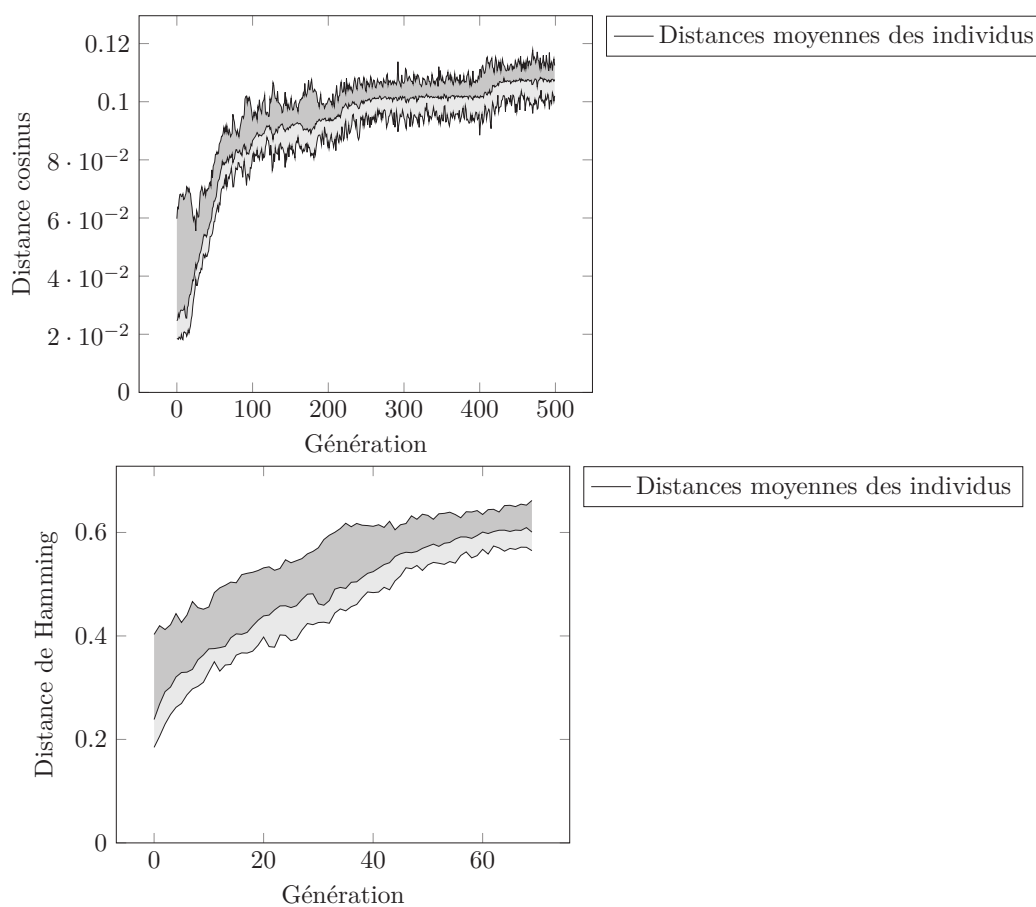 0.12
0.1
8 · 10⁻²
6 · 10⁻²
4 · 10⁻²
2 · 10⁻²
0
Distance cosinus
0 100 200 300 400 500
Génération
Distances moyennes des individus
0.6
0.4
0.2
0
Distance de Hamming
0 20 40 60
Génération
Distances moyennes des individus